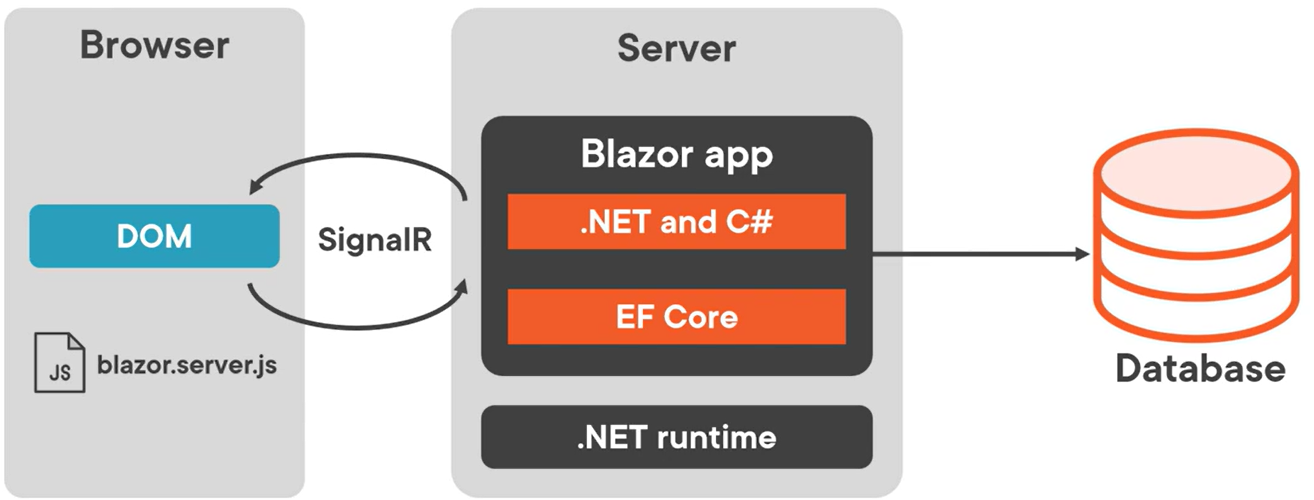 Browser
DOM
JS
blazor.server.js
SignalR
Server
Blazor app
.NET and C#
EF Core
.NET runtime
Database